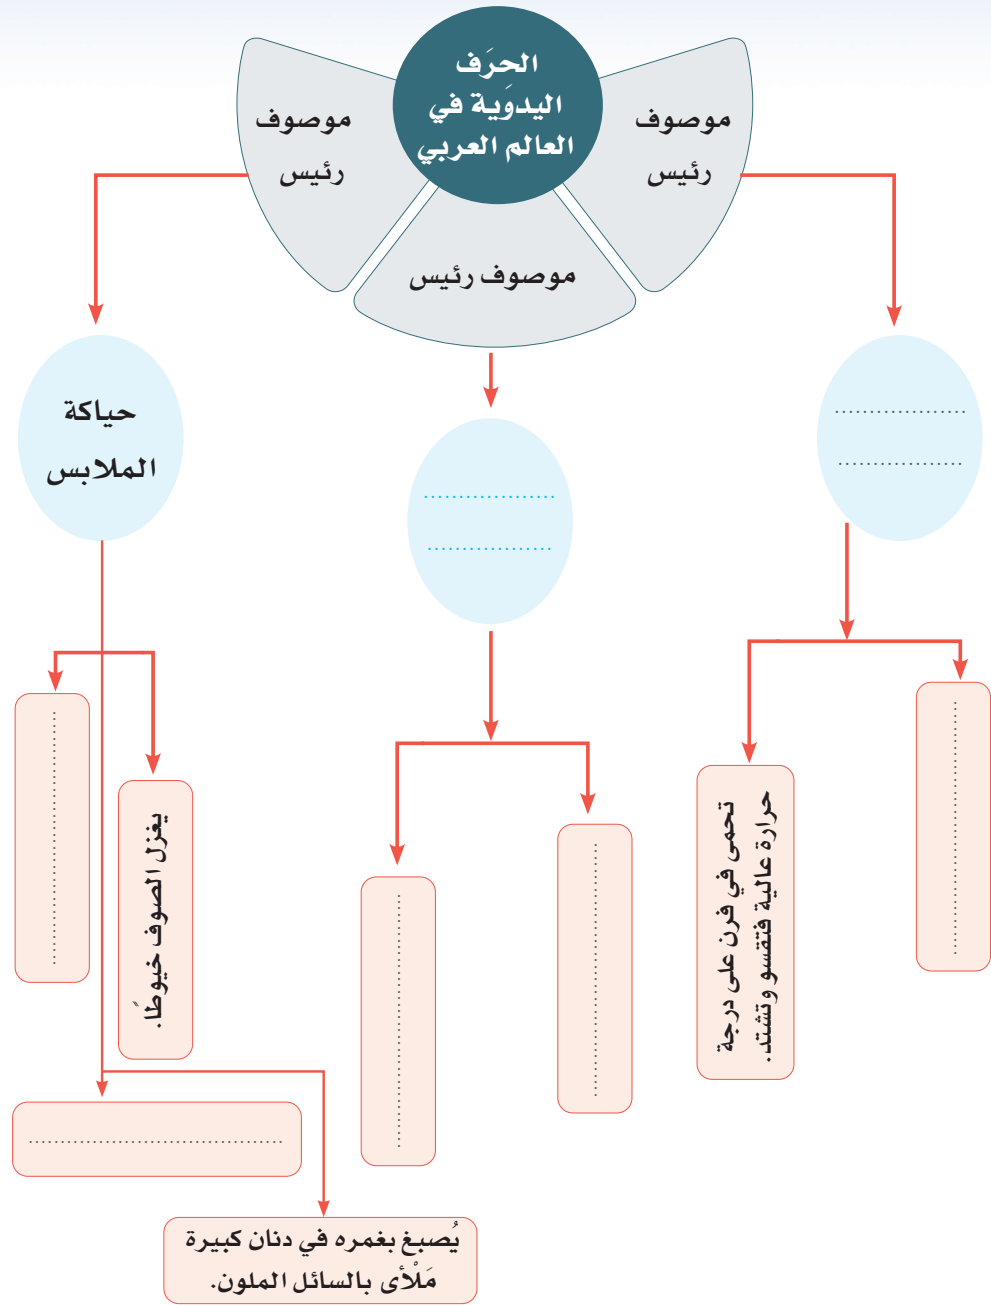 الحِرَف
اليدوَية في
العالم العربي
موصوف
رئيس
موصوف رئيس
موصوف
رئيس
....................
...................
....................
...................
حياكة
الملابس
.......................................
تحمى في فرن على درجة
حرارة عالية فتقسو وتشتد.
.......................................
.......................................
يغزل الصوف خيوطًا.
.......................................
.......................................
يُصبغ بغمره في دنان كبيرة
مَلْأى بالسائل الملون.